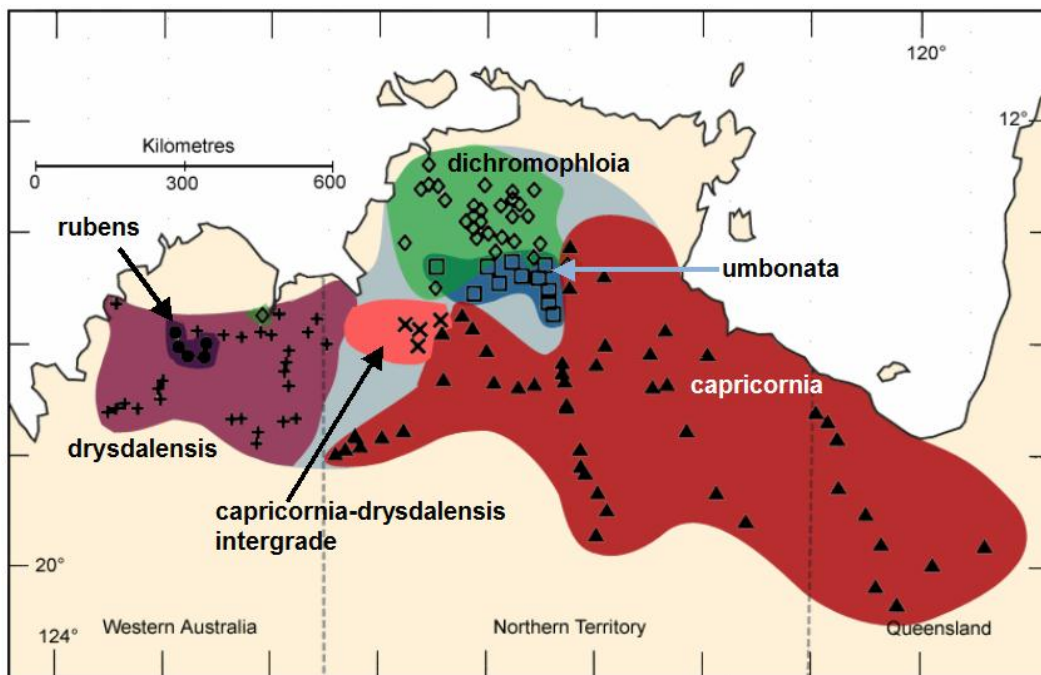 120°
12°
Kilometres
0 300 600
dichromophloia
rubens
umbonata
capricornia
drysdalensis
capricornia-drysdalensis
intergrade
20°
124°
Western Australia
Northern Territory
Queensland